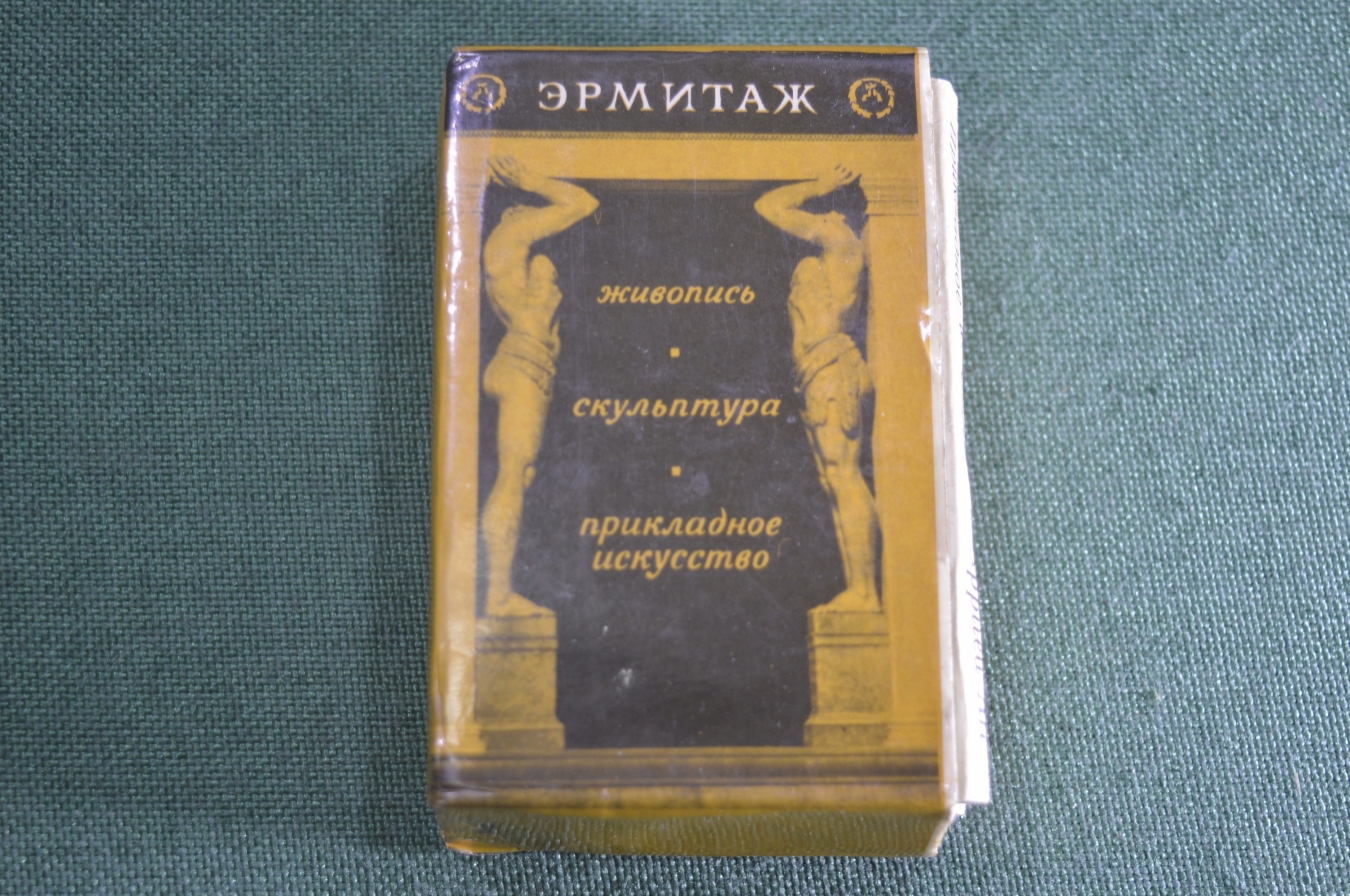 ЭРМИТАЖ
живопись
скульптура
прикладное
искусство